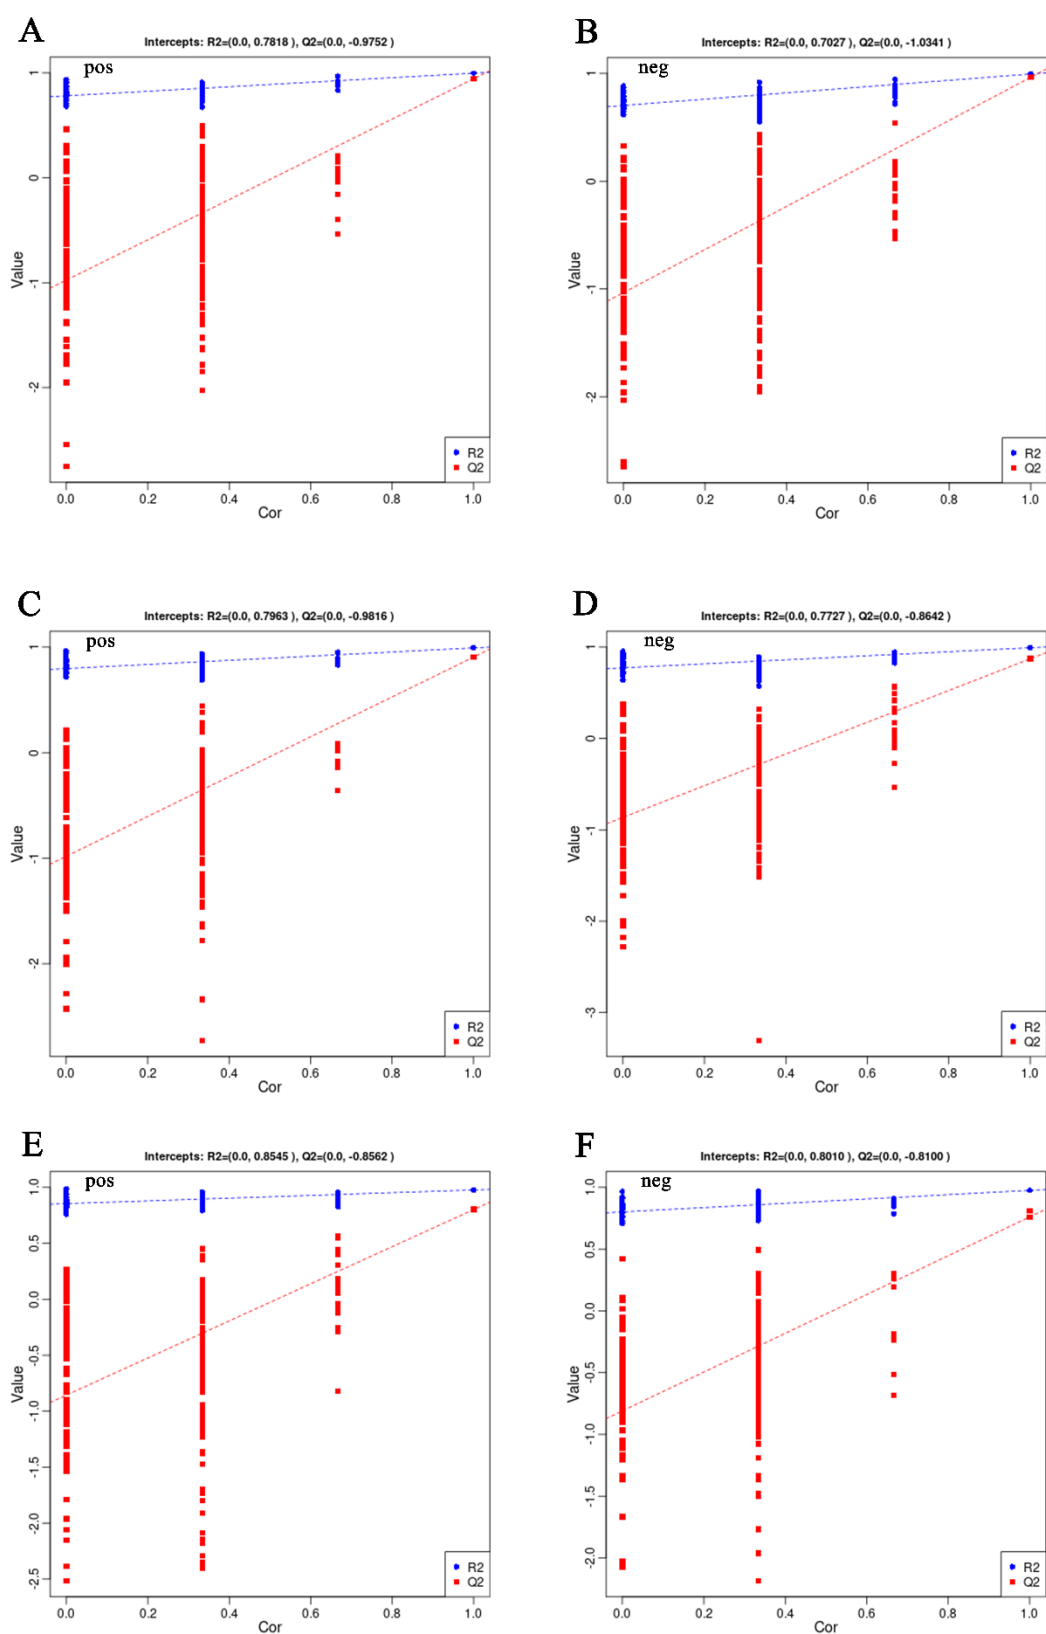 A
Intercepts: R2=(0.0, 0.7818 ), Q2=(0.0, -0.9752 )
pos
1
0
-1
-2
Value
0.0 0.2 0.4 0.6 0.8 1.0
Cor
R2
Q2
B
Intercepts: R2=(0.0, 0.7027 ), Q2=(0.0, -1.0341 )
neg
1
0
-1
-2
Value
0.0 0.2 0.4 0.6 0.8 1.0
Cor
R2
Q2
C
Intercepts: R2=(0.0, 0.7963 ), Q2=(0.0, -0.9816 )
pos
1
0
-1
-2
Value
0.0 0.2 0.4 0.6 0.8 1.0
Cor
R2
Q2
D
Intercepts: R2=(0.0, 0.7727 ), Q2=(0.0, -0.8642 )
neg
1
0
-1
-2
-3
Value
0.0 0.2 0.4 0.6 0.8 1.0
Cor
R2
Q2
E
Intercepts: R2=(0.0, 0.8545 ), Q2=(0.0, -0.8562 )
pos
1.0
0.5
0.0
-0.5
-1.0
-1.5
-2.0
-2.5
Value
0.0 0.2 0.4 0.6 0.8 1.0
Cor
R2
Q2
F
Intercepts: R2=(0.0, 0.8010 ), Q2=(0.0, -0.8100 )
neg
1.0
0.5
0.0
-0.5
-1.0
-1.5
-2.0
Value
0.0 0.2 0.4 0.6 0.8 1.0
Cor
R2
Q2